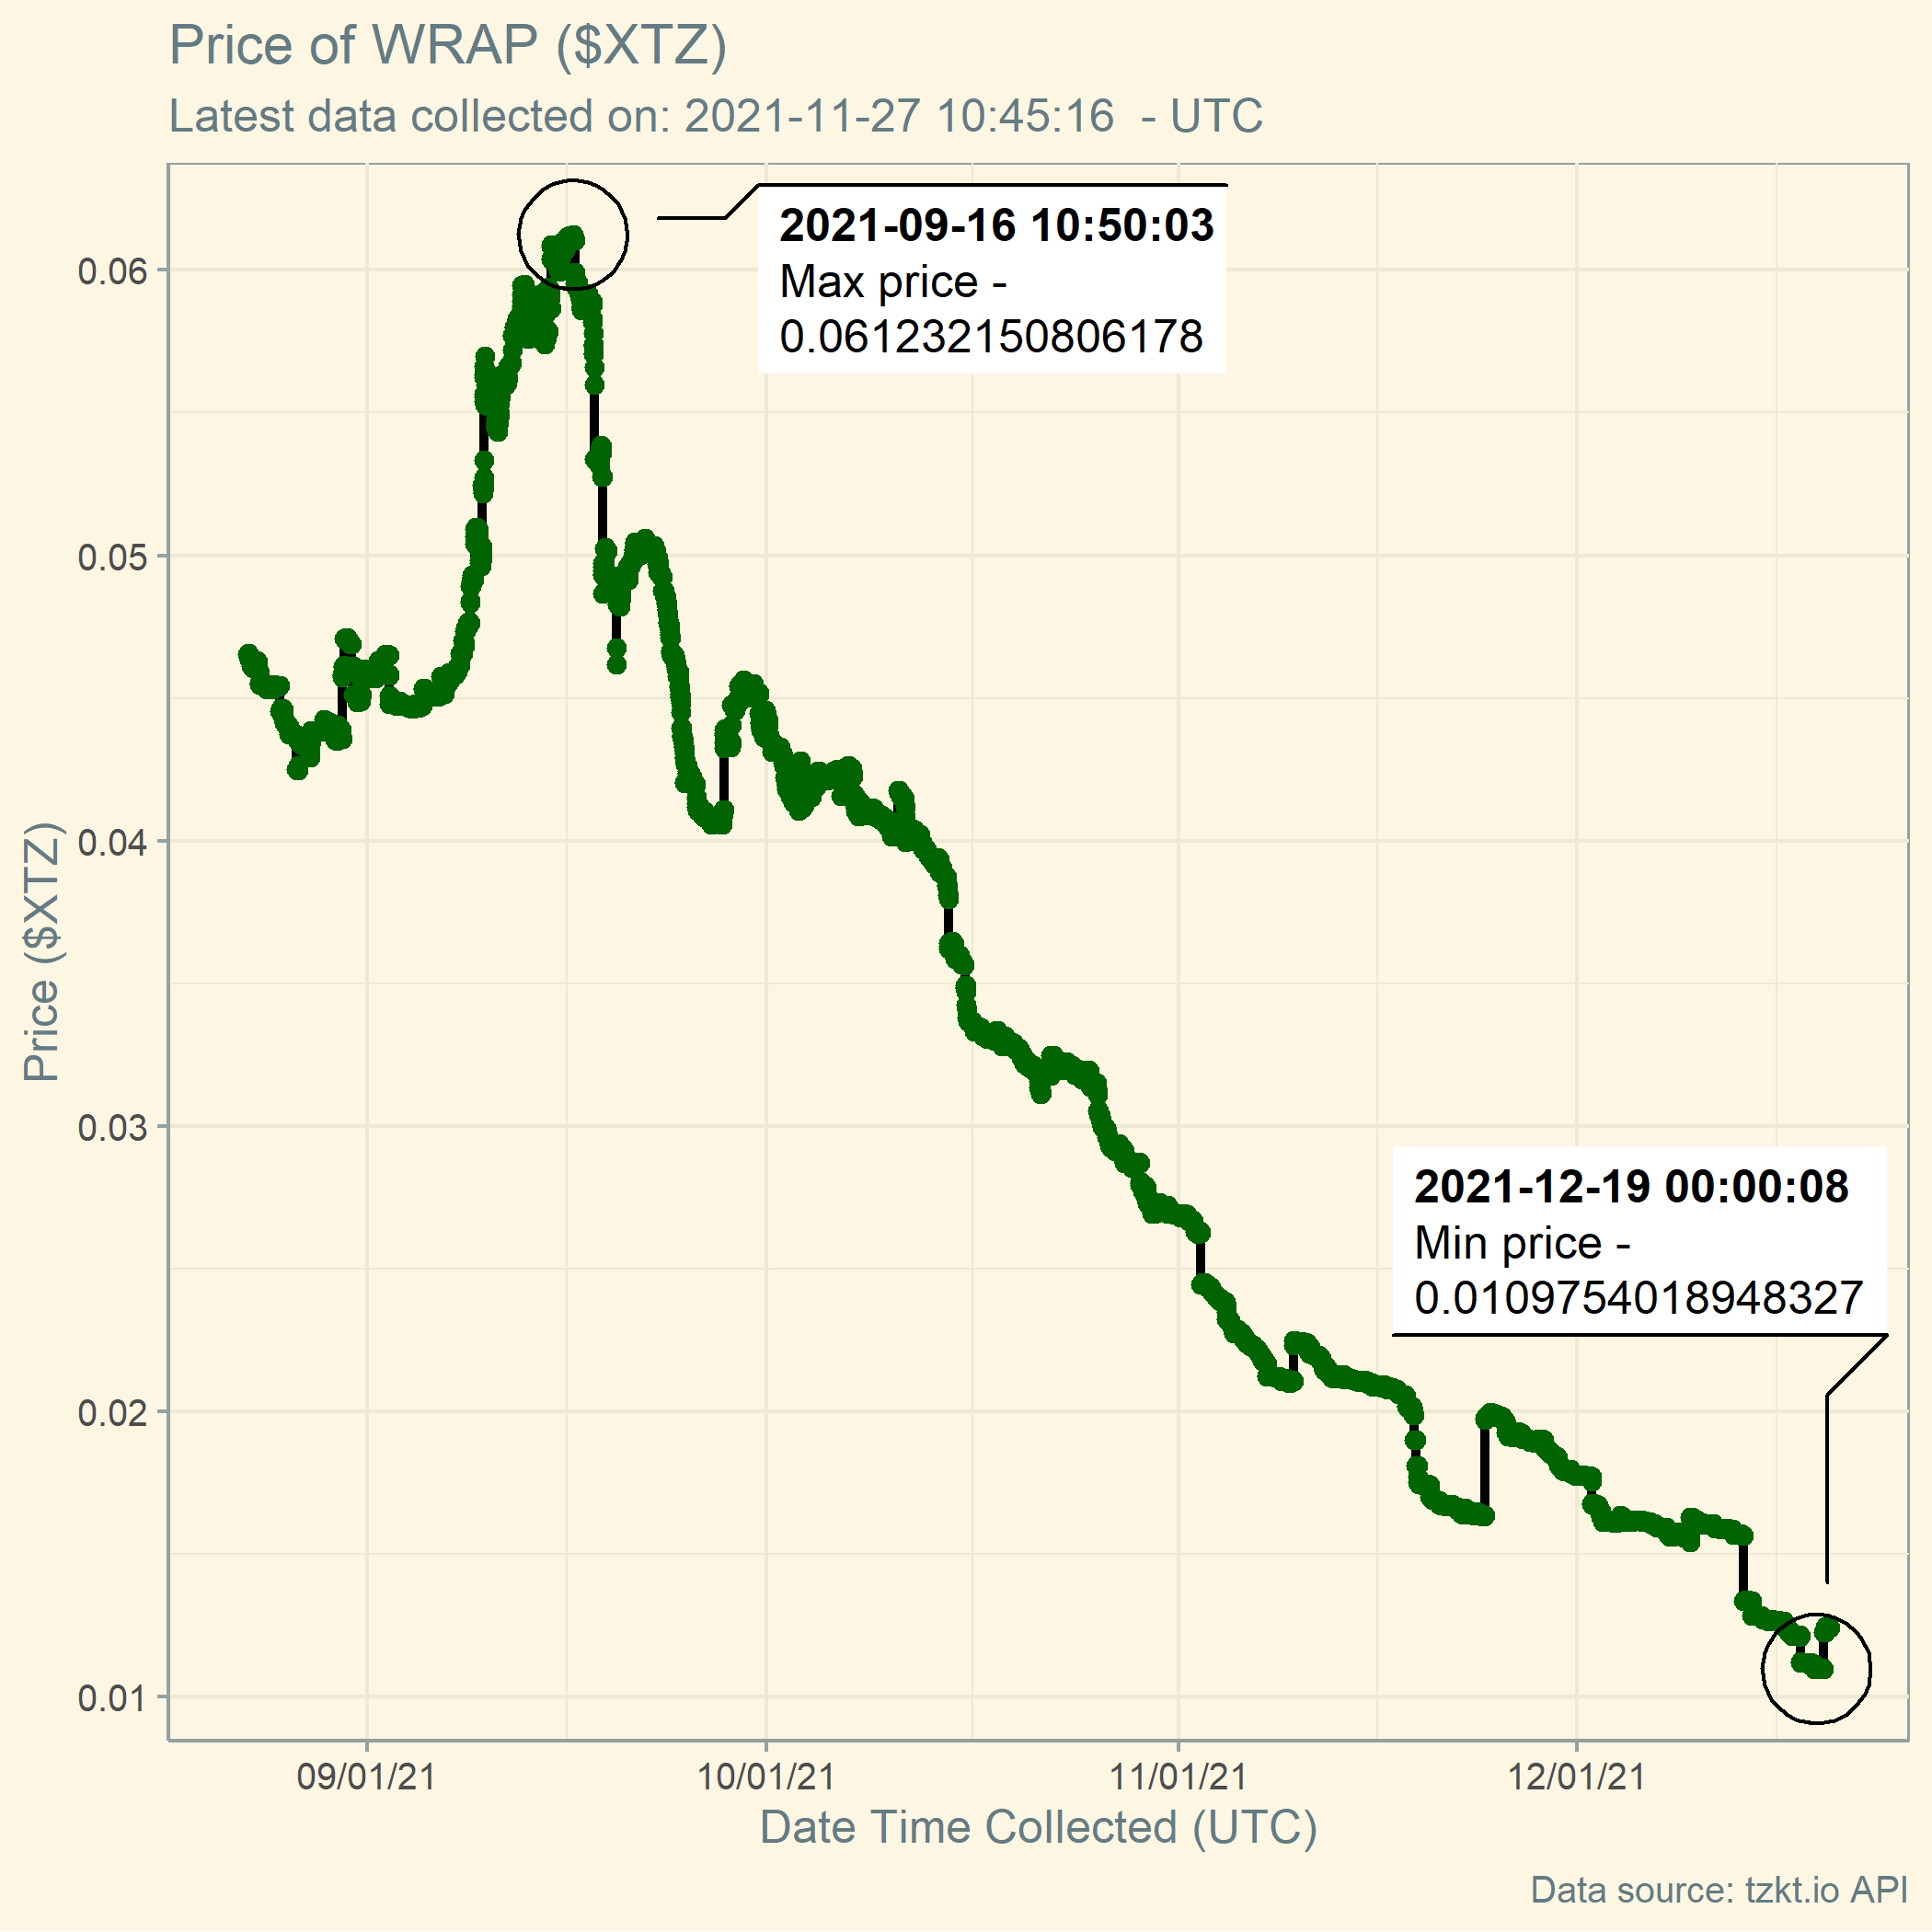 Price of WRAP ($XTZ)
Latest data collected on: 2021-11-27 10:45:16  - UTC
2021-09-16 10:50:03
Max price -
0.061232150806178
0.06
0.05
0.04
0.03
0.02
0.01
Price ($XTZ)
2021-12-19 00:00:08
Min price -
0.0109754018948327
09/01/21
10/01/21
11/01/21
12/01/21
Date Time Collected (UTC)
Data source: tzkt.io API